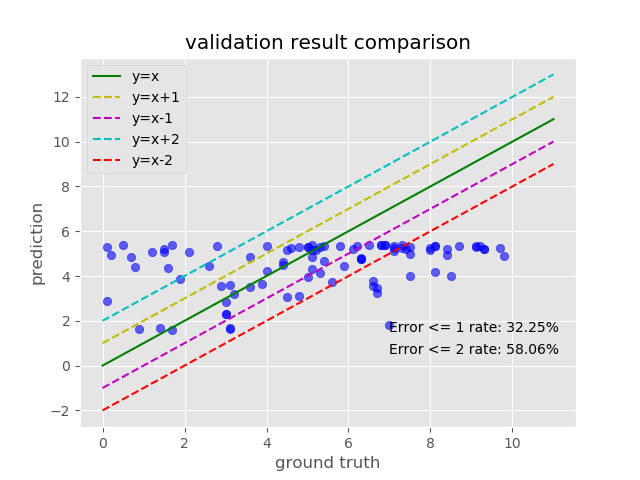 validation result comparison
y=x
y=x+1
y=x-1
y=x+2
y=x-2
12
10
8
6
4
2
0
−2
prediction
Error <= 1 rate: 32.25%
Error <= 2 rate: 58.06%
0 2 4 6 8 10
ground truth